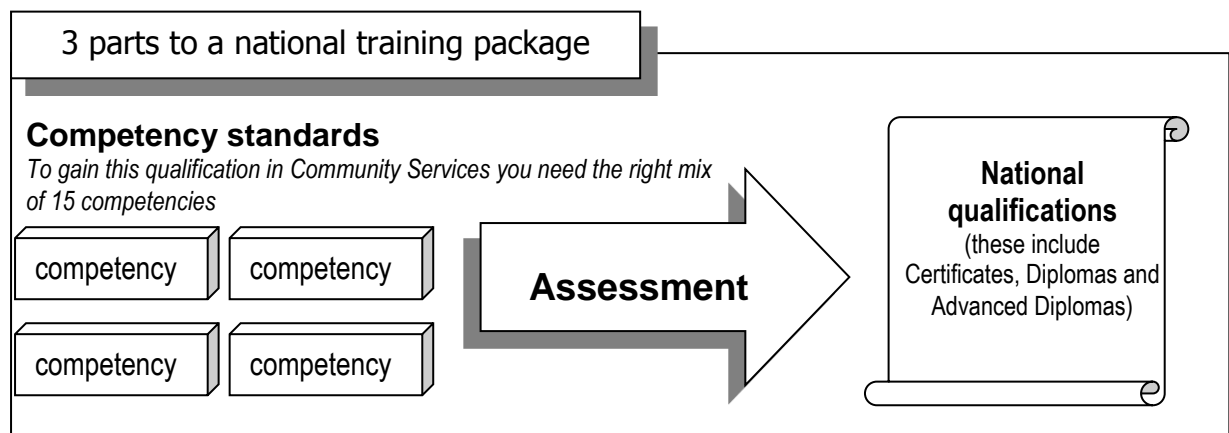 3 parts to a national training package
Competency standards
To gain this qualification in Community Services you need the right mix
of 15 competencies
competency
competency
competency
competency
Assessment
National
qualifications
(these include
Certificates, Diplomas and
Advanced Diplomas)